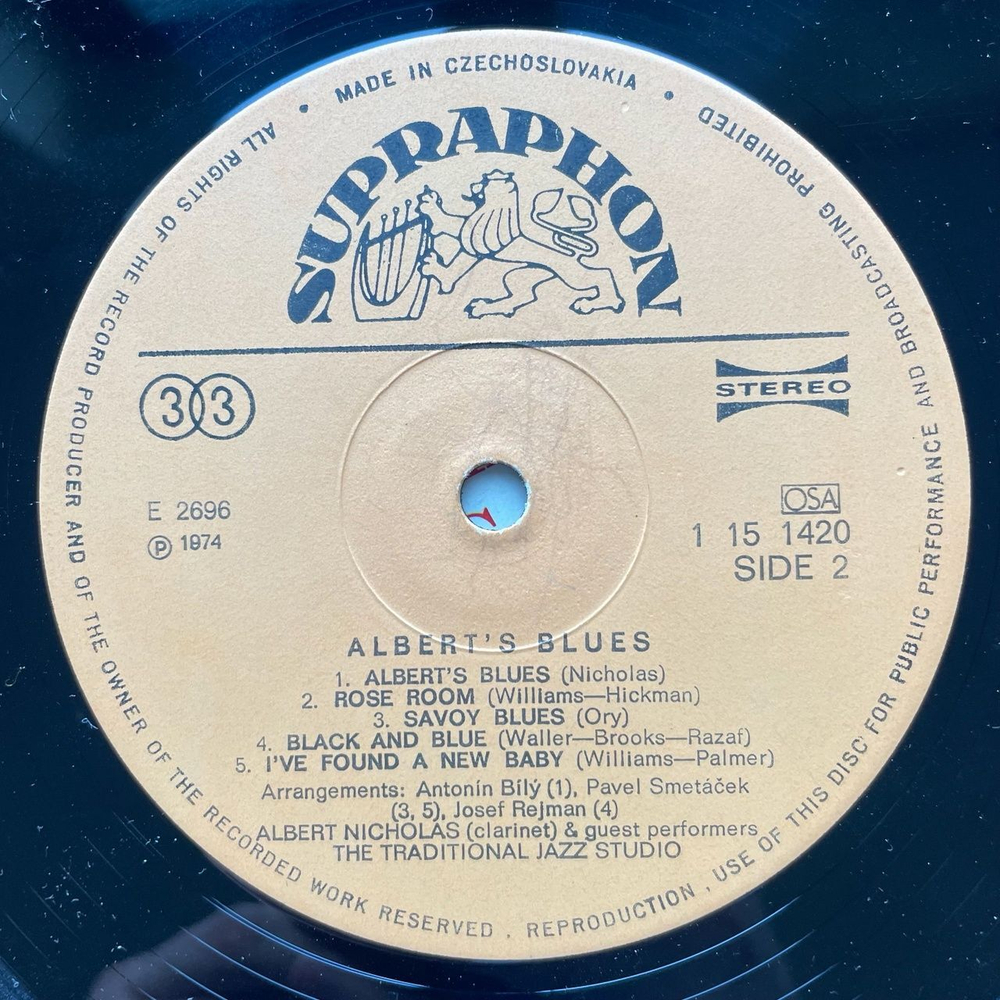 MADE IN CZECHOSLOVAKIA
ALL RIGHTS OF THE RECORD PRODUCER AND OF THE OWNER OF THE RECORDED WORK RESERVED . REPRODUCTION , USE OF THIS DISC FOR PUBLIC PERFORMANCE AND BROADCASTING PROHIBITED
SUPRAPHON
33
STEREO
E 2696
Ⓟ 1974
OSA
1 15 1420
SIDE 2
ALBERT'S BLUES
1. ALBERT'S BLUES (Nicholas)
2. ROSE ROOM (Williams—Hickman)
3. SAVOY BLUES (Ory)
4. BLACK AND BLUE (Waller—Brooks—Razaf)
5. I'VE FOUND A NEW BABY (Williams—Palmer)
Arrangements: Antonín Bílý (1), Pavel Smetáček
(3, 5), Josef Rejman (4)
ALBERT NICHOLAS (clarinet) & guest performers
THE TRADITIONAL JAZZ STUDIO